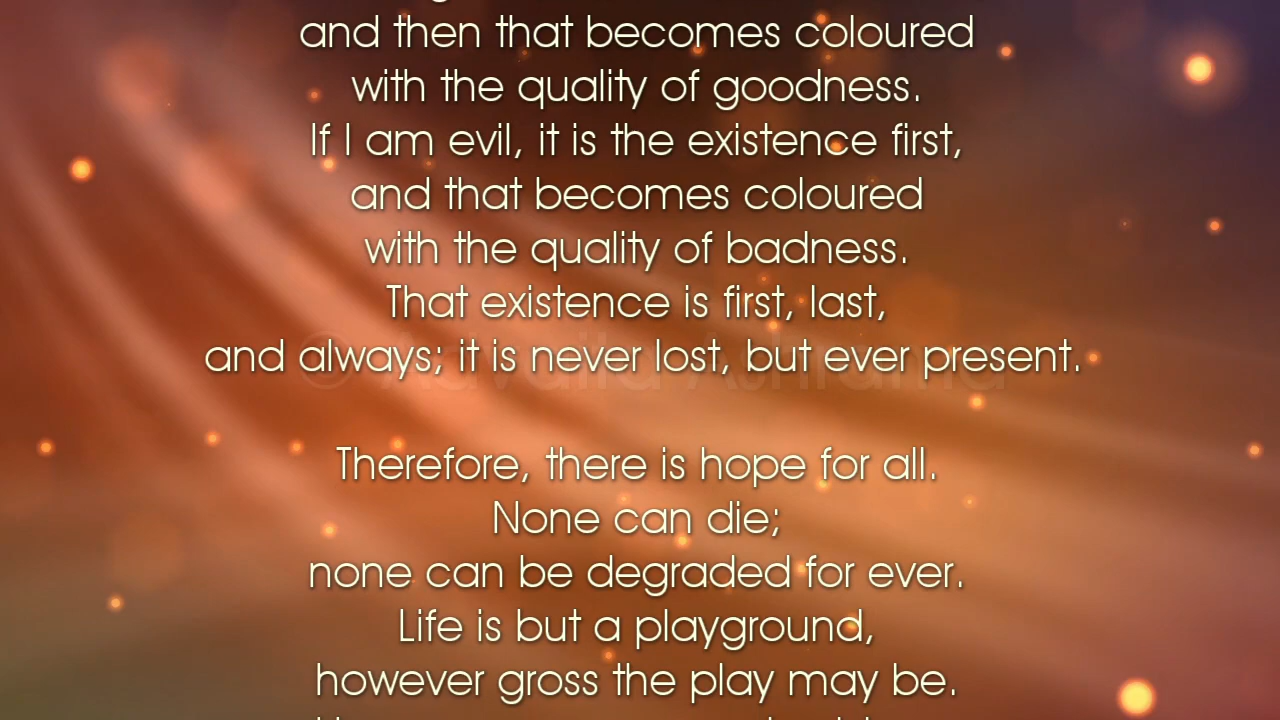 and then that becomes coloured
with the quality of goodness.
If I am evil, it is the existence first,
and that becomes coloured
with the quality of badness.
That existence is first, last,
and always; it is never lost, but ever present.
© Advaita Ashrama
Therefore, there is hope for all.
None can die;
none can be degraded for ever.
Life is but a playground,
however gross the play may be.